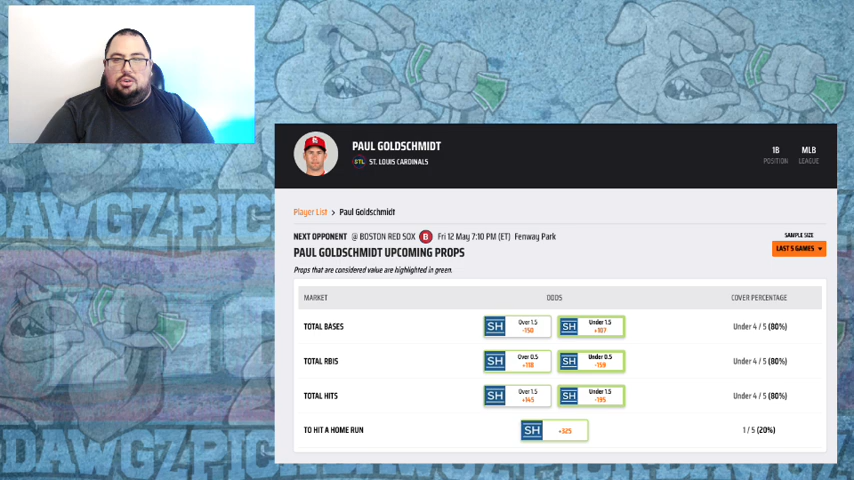 PAUL GOLDSCHMIDT
STL ST. LOUIS CARDINALS
1B MLB
POSITION LEAGUE
Player List > Paul Goldschmidt
NEXT OPPONENT @ BOSTON RED SOX B Fri 12 May 7:10 PM (ET) Fenway Park
SAMPLE SIZE
PAUL GOLDSCHMIDT UPCOMING PROPS
LAST 5 GAMES
Props that are considered value are highlighted in green.
MARKET ODDS COVER PERCENTAGE
TOTAL BASES SH Over 1.5 -150 SH Under 1.5 +107 Under 4 / 5 (80%)
TOTAL RBIS SH Over 0.5 +118 SH Under 0.5 -159 Under 4 / 5 (80%)
TOTAL HITS SH Over 1.5 +145 SH Under 1.5 -195 Under 4 / 5 (80%)
TO HIT A HOME RUN SH +325 1 / 5 (20%)
DAWGZ PICK
DAWGZ PICK